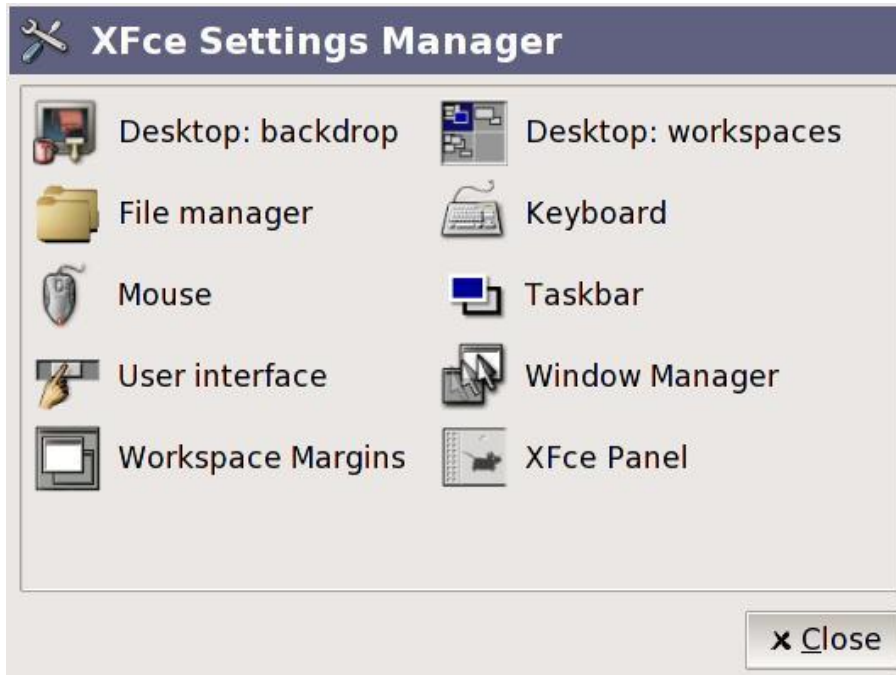 XFce Settings Manager
Desktop: backdrop Desktop: workspaces
File manager Keyboard
Mouse Taskbar
User interface Window Manager
Workspace Margins XFce Panel
x Close